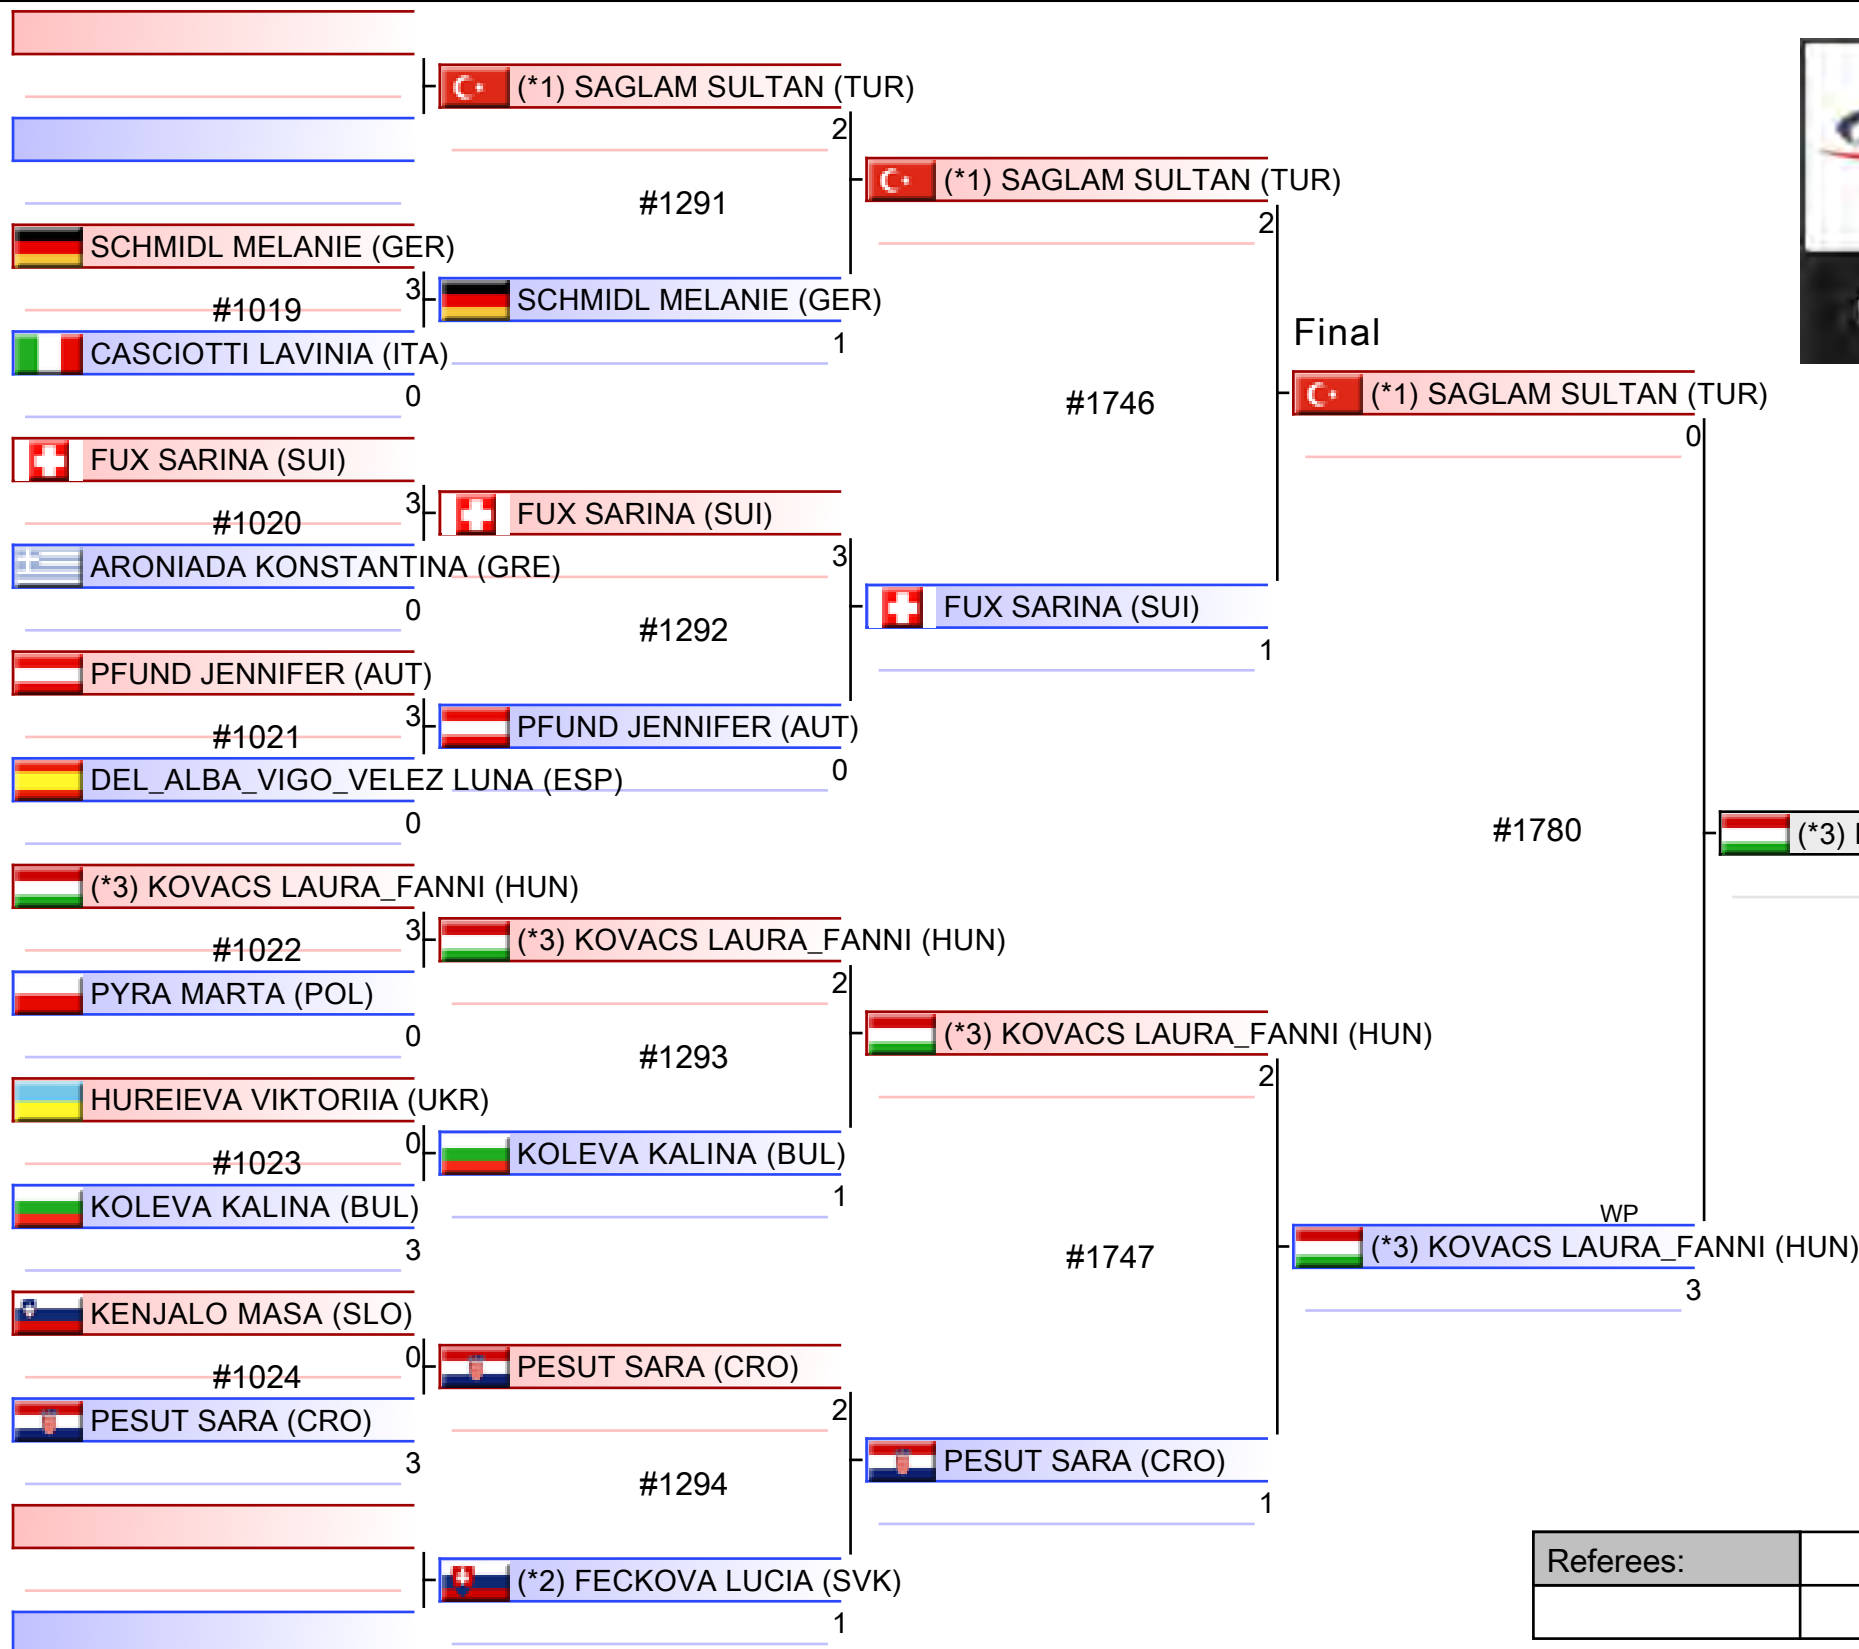 (*1) SAGLAM SULTAN (TUR)
2
#1291
SCHMIDL MELANIE (GER)
3
#1019
CASCIOTTI LAVINIA (ITA)
0
SCHMIDL MELANIE (GER)
1
(*1) SAGLAM SULTAN (TUR)
2
#1746
FUX SARINA (SUI)
3
#1020
ARONIADA KONSTANTINA (GRE)
0
FUX SARINA (SUI)
3
#1292
PFUND JENNIFER (AUT)
3
#1021
DEL_ALBA_VIGO_VELEZ LUNA (ESP)
0
PFUND JENNIFER (AUT)
0
FUX SARINA (SUI)
1
Final
(*1) SAGLAM SULTAN (TUR)
0
#1780
(*3)
(*3) KOVACS LAURA_FANNI (HUN)
3
#1022
PYRA MARTA (POL)
0
(*3) KOVACS LAURA_FANNI (HUN)
2
#1293
HUREIEVA VIKTORIIA (UKR)
0
#1023
KOLEVA KALINA (BUL)
3
KOLEVA KALINA (BUL)
1
(*3) KOVACS LAURA_FANNI (HUN)
2
#1747
WP
(*3) KOVACS LAURA_FANNI (HUN)
3
KENJALO MASA (SLO)
0
#1024
PESUT SARA (CRO)
3
PESUT SARA (CRO)
2
#1294
PESUT SARA (CRO)
1
(*2) FECKOVA LUCIA (SVK)
1
Referees: